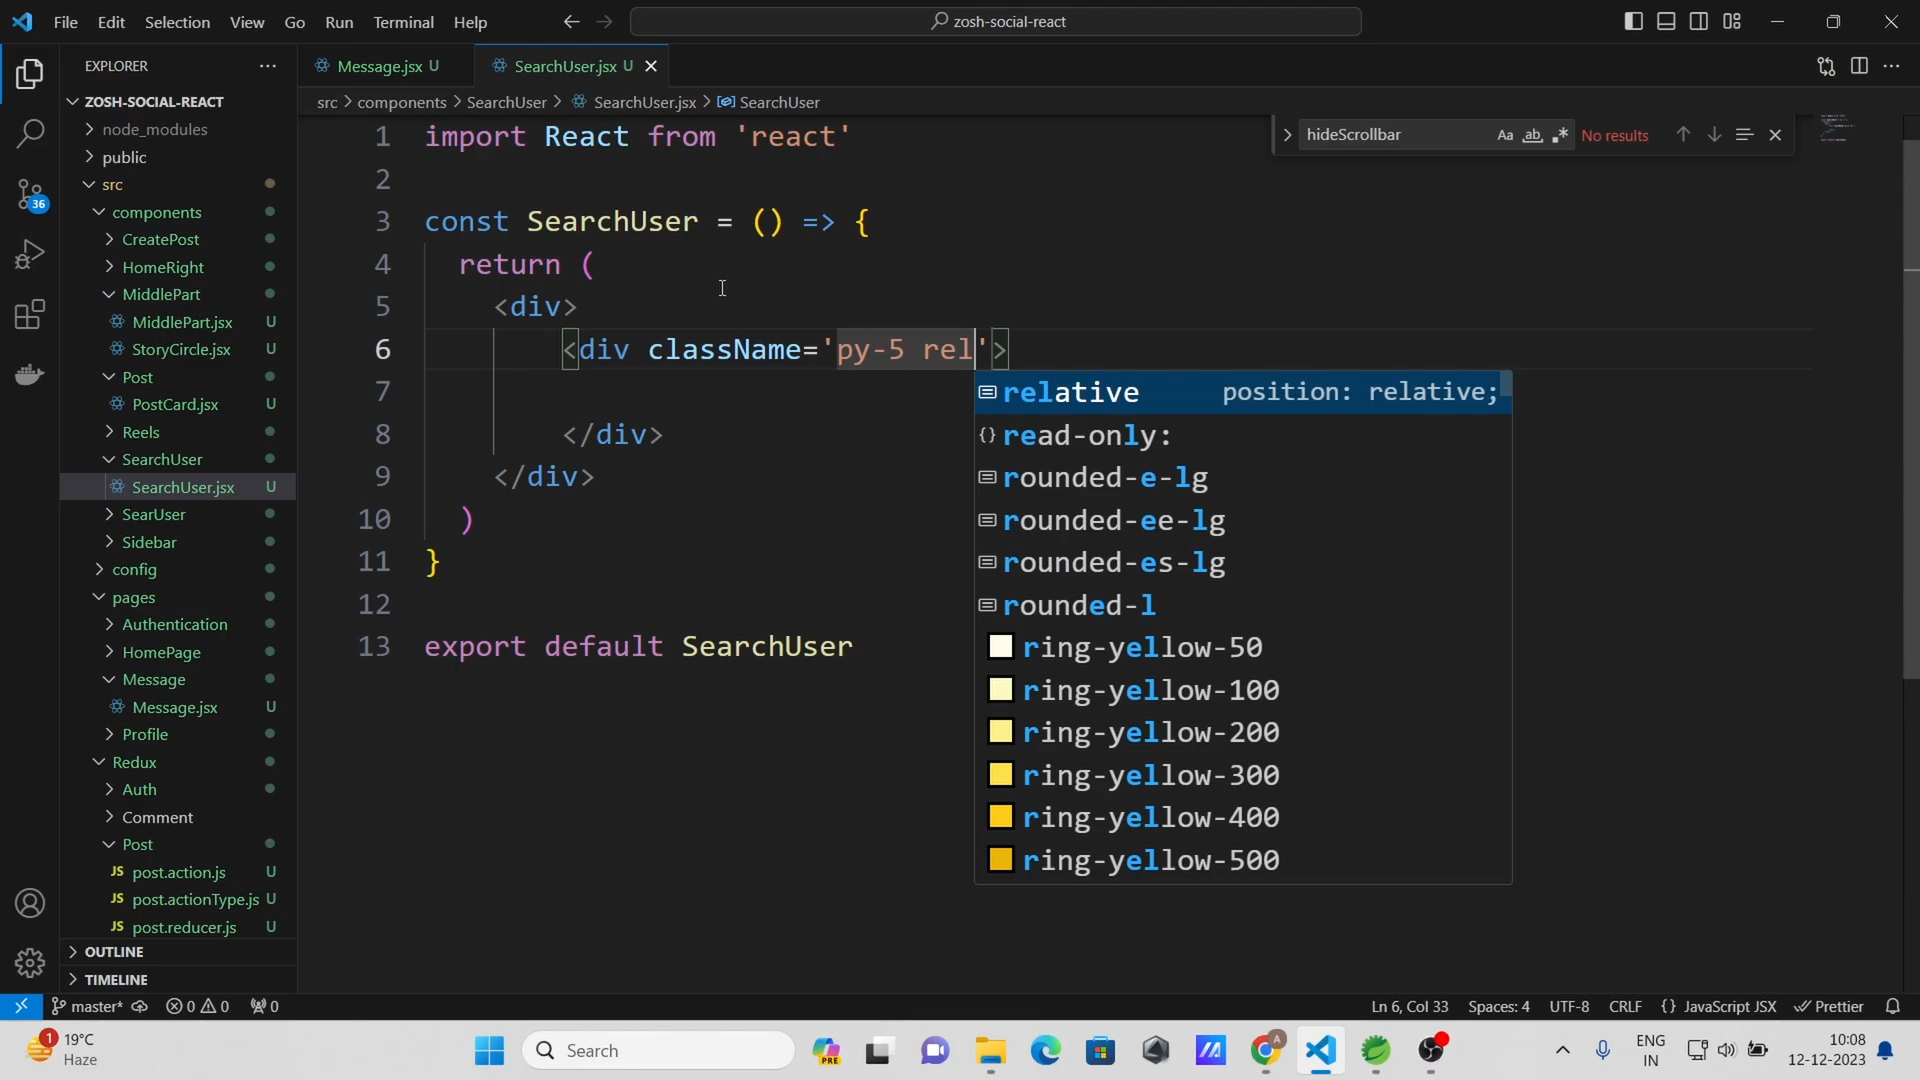 File Edit Selection View Go Run Terminal Help
zosh-social-react
EXPLORER
ZOSH-SOCIAL-REACT
node_modules
public
src
components
CreatePost
HomeRight
MiddlePart
MiddlePart.jsx U
StoryCircle.jsx U
Post
PostCard.jsx U
Reels
SearchUser
SearchUser.jsx U
SearUser
Sidebar
config
pages
Authentication
HomePage
Message
Message.jsx U
Profile
Redux
Auth
Comment
Post
post.action.js U
post.actionType.js U
post.reducer.js U
OUTLINE
TIMELINE
36
Message.jsx U
SearchUser.jsx U
src > components > SearchUser > SearchUser.jsx > SearchUser
hideScrollbar Aa ab No results
1 import React from 'react'
2
3 const SearchUser = () => {
4 return (
5 <div>
6 <div className='py-5 rel'>
7
8 </div>
9 </div>
10 )
11 }
12
13 export default SearchUser
relative position: relative;
read-only:
rounded-e-lg
rounded-ee-lg
rounded-es-lg
rounded-l
ring-yellow-50
ring-yellow-100
ring-yellow-200
ring-yellow-300
ring-yellow-400
ring-yellow-500
master* 0 0 0
Ln 6, Col 33 Spaces: 4 UTF-8 CRLF {} JavaScript JSX Prettier
1
19°C
Haze
Search
PRE
A
ENG
IN
10:08
12-12-2023